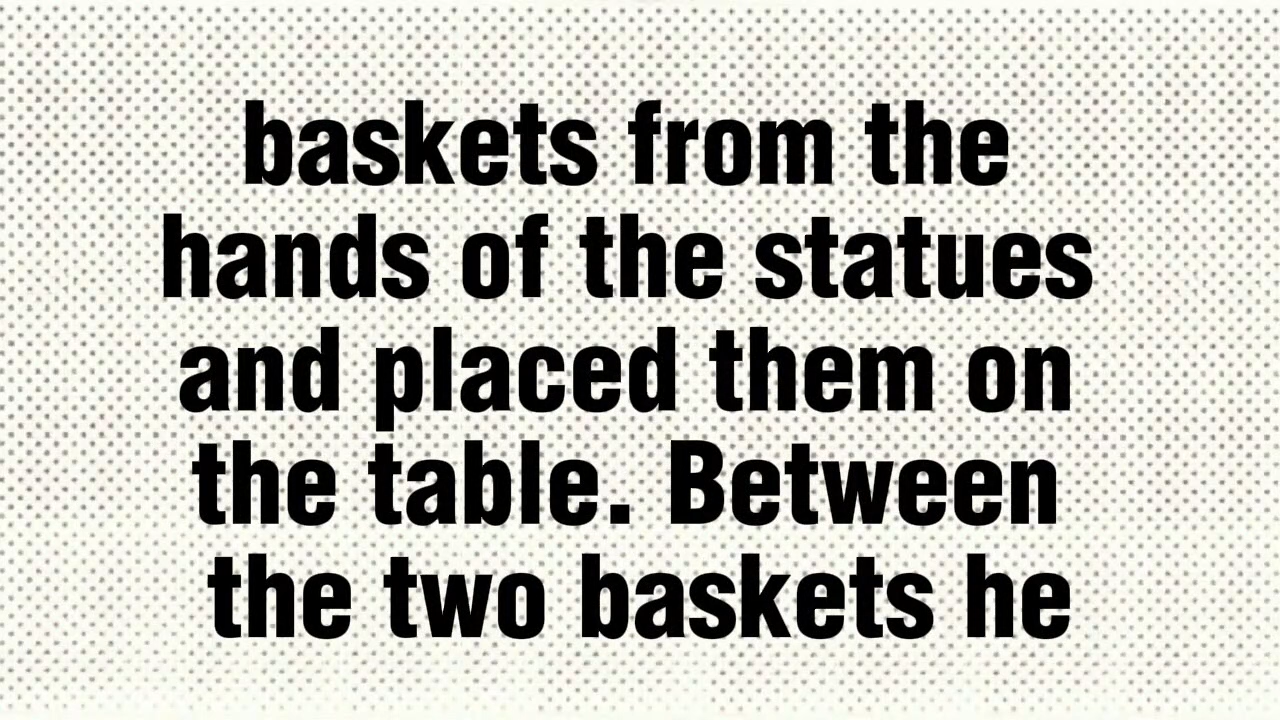 baskets from the
hands of the statues
and placed them on
the table. Between
the two baskets he